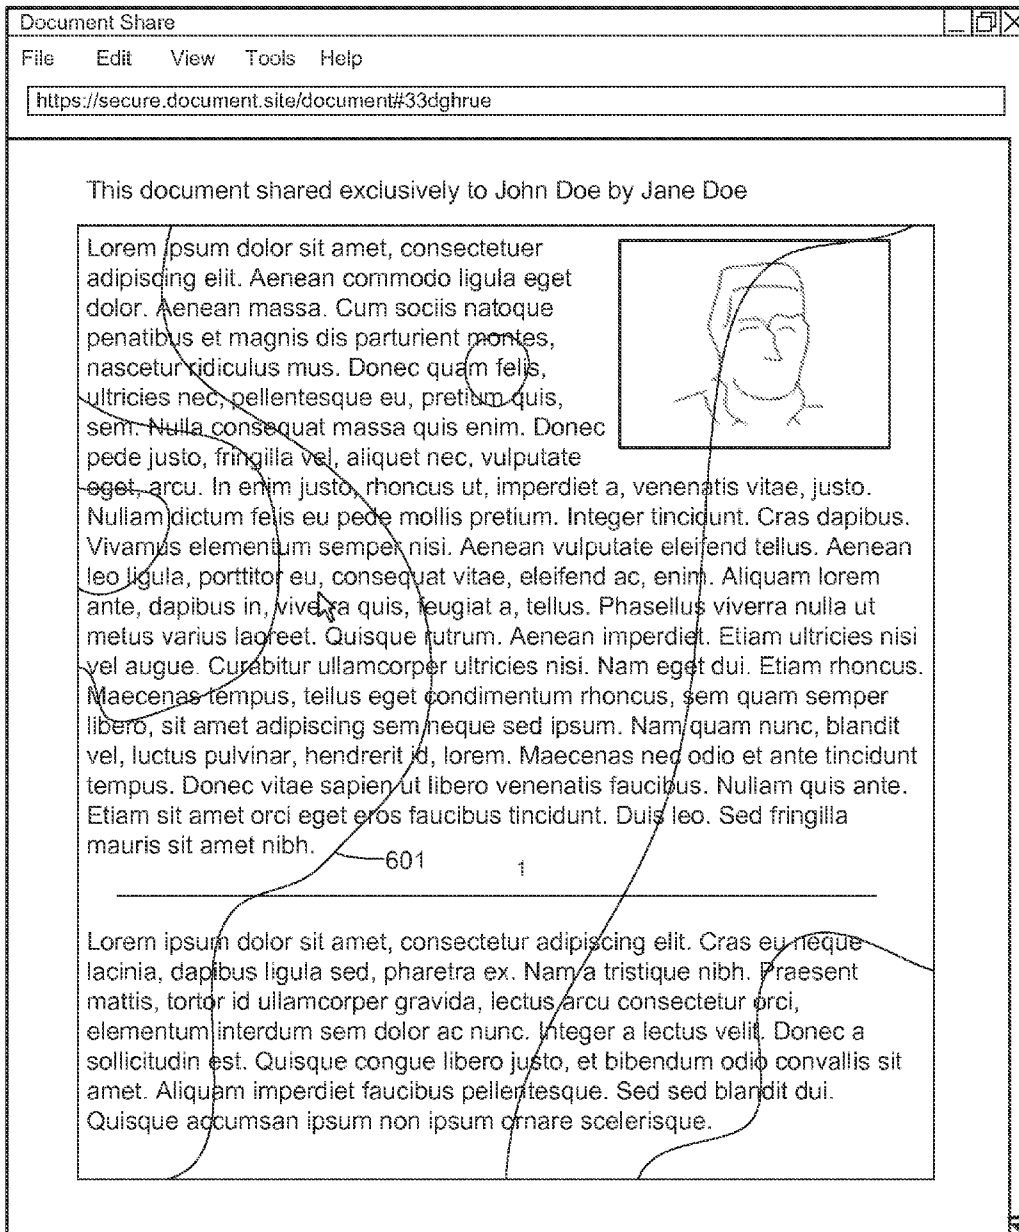 Document Share
File Edit View Tools Help
https://secure.document.site/document#33dghrue
This document shared exclusively to John Doe by Jane Doe
Lorem ipsum dolor sit amet, consectetuer
adipiscing elit. Aenean commodo ligula eget
dolor. Aenean massa. Cum sociis natoque
penatibus et magnis dis parturient montes,
nascetur ridiculus mus. Donec quam felis,
ultricies nec, pellentesque eu, pretium quis,
sem. Nulla consequat massa quis enim. Donec
pede justo, fringilla vel, aliquet nec, vulputate
eget, arcu. In enim justo, rhoncus ut, imperdiet a, venenatis vitae, justo.
Nullam dictum felis eu pede mollis pretium. Integer tincidunt. Cras dapibus.
Vivamus elementum semper nisi. Aenean vulputate eleifend tellus. Aenean
leo ligula, porttitor eu, consequat vitae, eleifend ac, enim. Aliquam lorem
ante, dapibus in, viverra quis, feugiat a, tellus. Phasellus viverra nulla ut
metus varius laoreet. Quisque rutrum. Aenean imperdiet. Etiam ultricies nisi
vel augue. Curabitur ullamcorper ultricies nisi. Nam eget dui. Etiam rhoncus.
Maecenas tempus, tellus eget condimentum rhoncus, sem quam semper
libero, sit amet adipiscing sem neque sed ipsum. Nam quam nunc, blandit
vel, luctus pulvinar, hendrerit id, lorem. Maecenas nec odio et ante tincidunt
tempus. Donec vitae sapien ut libero venenatis faucibus. Nullam quis ante.
Etiam sit amet orci eget eros faucibus tincidunt. Duis leo. Sed fringilla
mauris sit amet nibh.
601
1
Lorem ipsum dolor sit amet, consectetur adipiscing elit. Cras eu neque
lacinia, dapibus ligula sed, pharetra ex. Nam a tristique nibh. Praesent
mattis, tortor id ullamcorper gravida, lectus arcu consectetur orci,
elementum interdum sem dolor ac nunc. Integer a lectus velit. Donec a
sollicitudin est. Quisque congue libero justo, et bibendum odio convallis sit
amet. Aliquam imperdiet faucibus pellentesque. Sed sed blandit dui.
Quisque accumsan ipsum non ipsum ornare scelerisque.